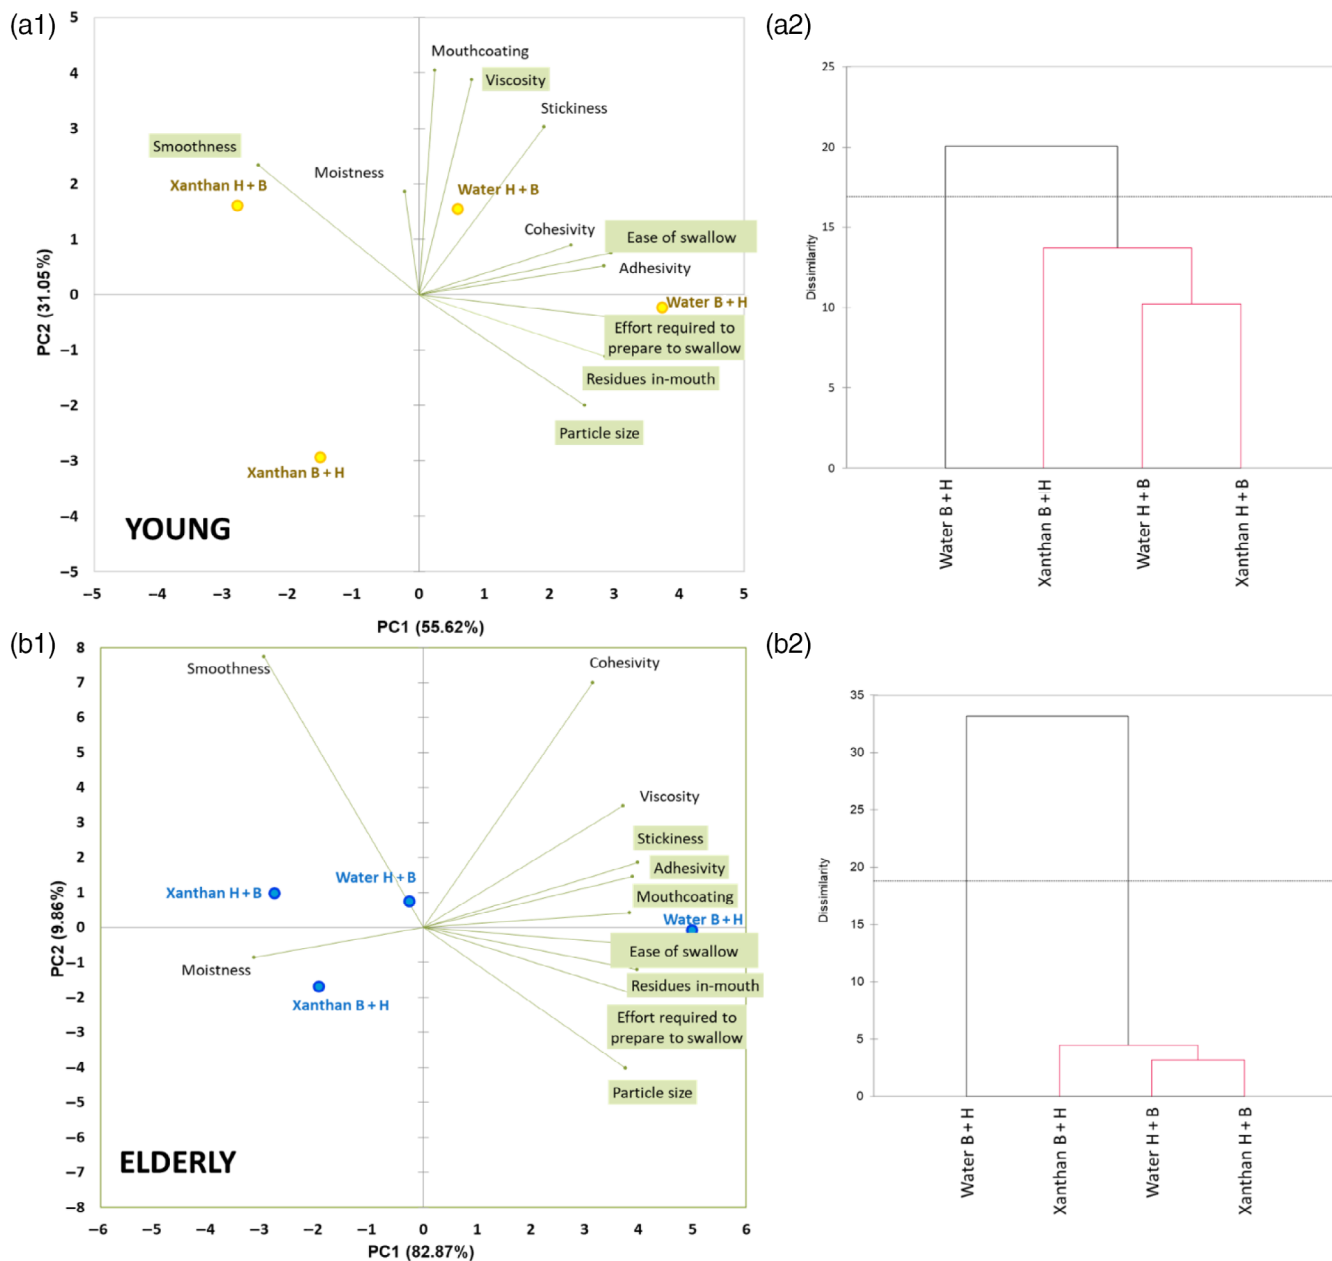 (a1)
5
4
3
2
1
0
−1
−2
−3
−4
−5
PC2 (31.05%)
Mouthcoating
Viscosity
Stickiness
Smoothness
Moistness
Xanthan H + B
Water H + B
Cohesivity
Ease of swallow
Adhesivity
Water B + H
Effort required to
prepare to swallow
Residues in-mouth
Particle size
Xanthan B + H
YOUNG
−5 −4 −3 −2 −1 0 1 2 3 4 5
PC1 (55.62%)
(a2)
25
20
15
10
5
0
Dissimilarity
Water B + H
Xanthan B + H
Water H + B
Xanthan H + B
(b1)
8
7
6
5
4
3
2
1
0
−1
−2
−3
−4
−5
−6
−7
−8
PC2 (9.86%)
Smoothness
Cohesivity
Viscosity
Stickiness
Adhesivity
Water H + B
Xanthan H + B
Mouthcoating
Water B + H
Ease of swallow
Moistness
Residues in-mouth
Xanthan B + H
Effort required to
prepare to swallow
Particle size
ELDERLY
−6 −5 −4 −3 −2 −1 0 1 2 3 4 5 6
PC1 (82.87%)
(b2)
35
30
25
20
15
10
5
0
Dissimilarity
Water B + H
Xanthan B + H
Water H + B
Xanthan H + B